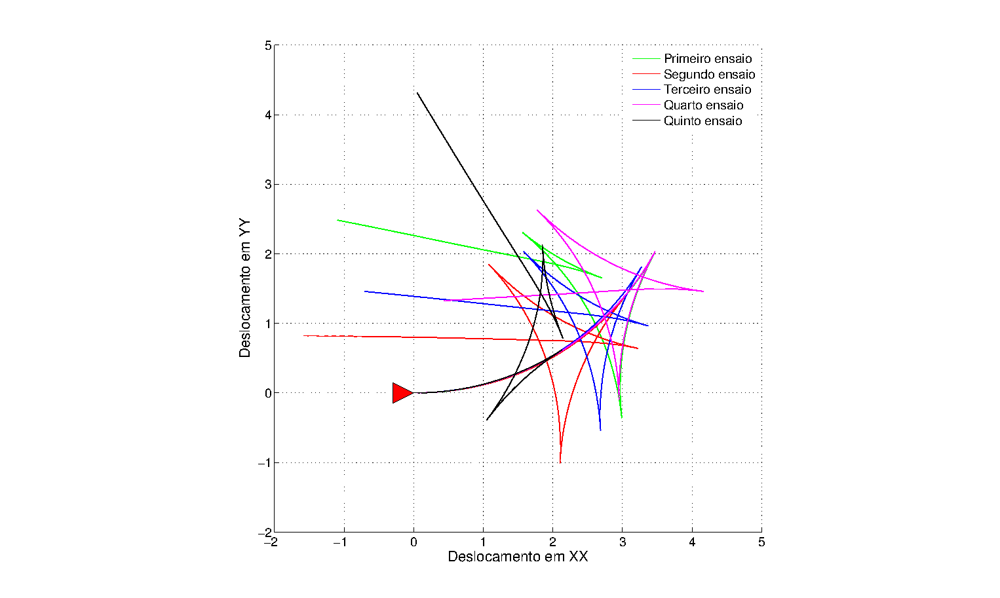 5
4
3
2
1
0
−1
−2
−2
−1
0
1
2
3
4
5
Deslocamento em YY
Deslocamento em XX
Primeiro ensaio
Segundo ensaio
Terceiro ensaio
Quarto ensaio
Quinto ensaio